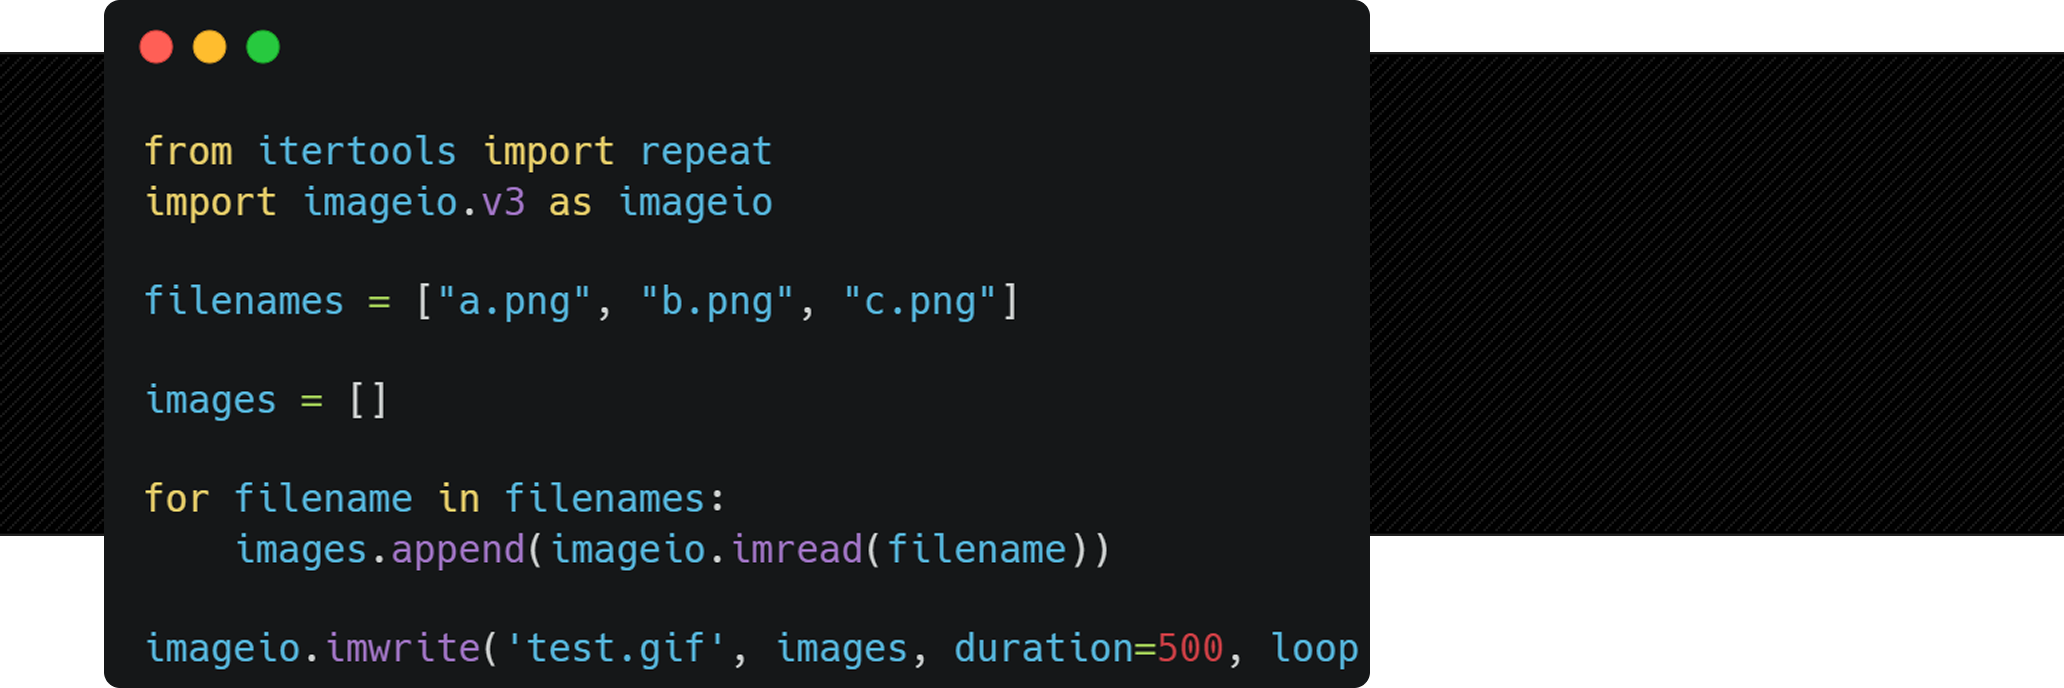 from itertools import repeat
import imageio.v3 as imageio
filenames = ["a.png", "b.png", "c.png"]
images = []
for filename in filenames:
    images.append(imageio.imread(filename))
imageio.imwrite('test.gif', images, duration=500, loop